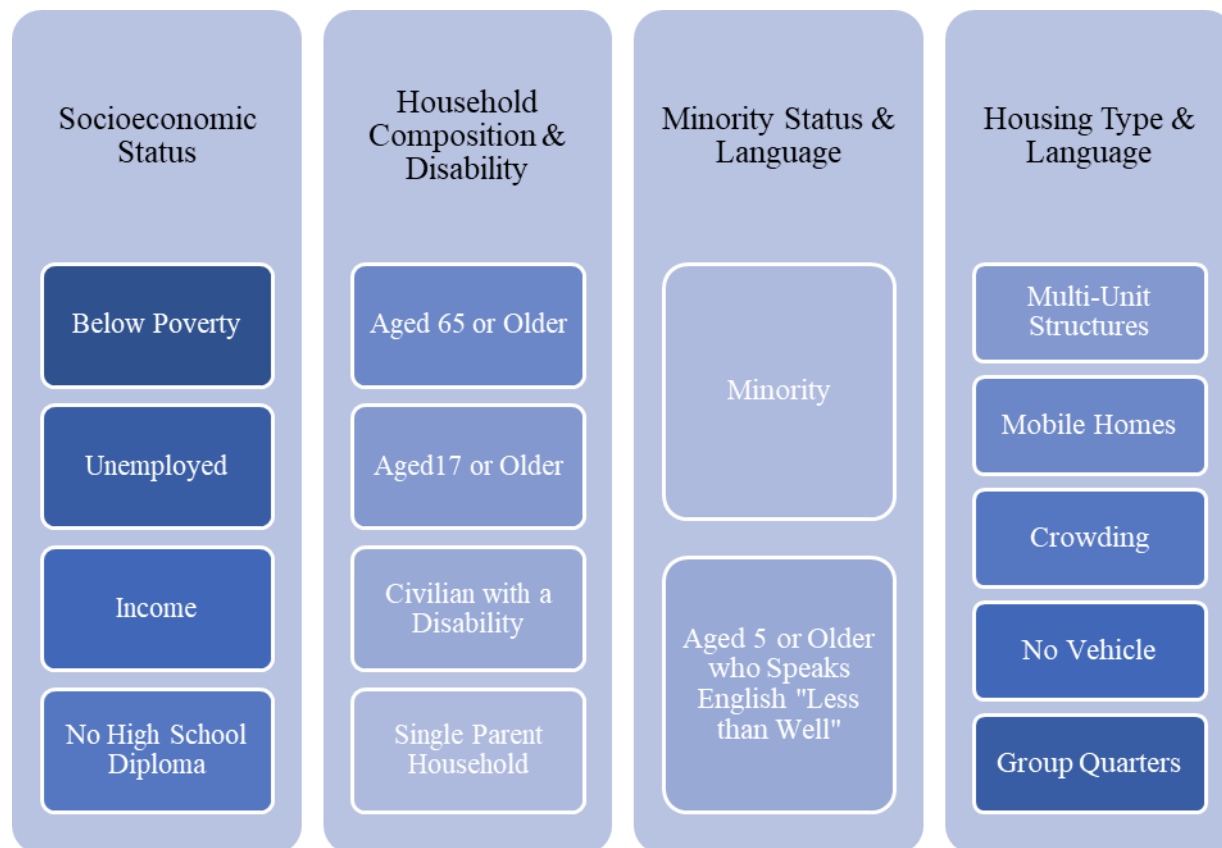 Socioeconomic
Status
Below Poverty
Unemployed
Income
No High School
Diploma
Household
Composition &
Disability
Aged 65 or Older
Aged17 or Older
Civilian with a
Disability
Single Parent
Household
Minority Status &
Language
Minority
Aged 5 or Older
who Speaks
English "Less
than Well"
Housing Type &
Language
Multi-Unit
Structures
Mobile Homes
Crowding
No Vehicle
Group Quarters